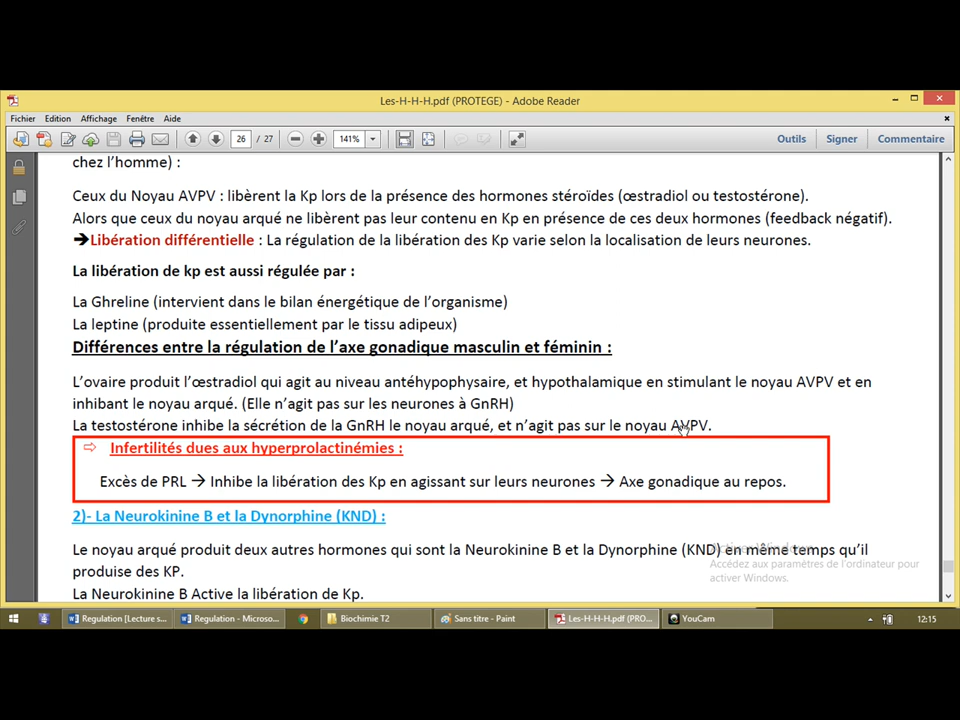 Les-H-H-H.pdf (PROTEGE) - Adobe Reader
Fichier Edition Affichage Fenêtre Aide
26 / 27 141% Outils Signer Commentaire
chez l'homme) :
Ceux du Noyau AVPV : libèrent la Kp lors de la présence des hormones stéroïdes (œstradiol ou testostérone).
Alors que ceux du noyau arqué ne libèrent pas leur contenu en Kp en présence de ces deux hormones (feedback négatif).
➔Libération différentielle : La régulation de la libération des Kp varie selon la localisation de leurs neurones.
La libération de kp est aussi régulée par :
La Ghreline (intervient dans le bilan énergétique de l'organisme)
La leptine (produite essentiellement par le tissu adipeux)
Différences entre la régulation de l'axe gonadique masculin et féminin :
L'ovaire produit l'œstradiol qui agit au niveau antéhypophysaire, et hypothalamique en stimulant le noyau AVPV et en
inhibant le noyau arqué. (Elle n'agit pas sur les neurones à GnRH)
La testostérone inhibe la sécrétion de la GnRH le noyau arqué, et n'agit pas sur le noyau AVPV.
⇨ Infertilités dues aux hyperprolactinémies :
Excès de PRL → Inhibe la libération des Kp en agissant sur leurs neurones → Axe gonadique au repos.
2)- La Neurokinine B et la Dynorphine (KND) :
Le noyau arqué produit deux autres hormones qui sont la Neurokinine B et la Dynorphine (KND) en même temps qu'il
produise des KP.
La Neurokinine B Active la libération de Kp.
Activer Windows
Accédez aux paramètres de l'ordinateur pour
activer Windows.
Regulation [Lecture s... Regulation - Microso... Biochimie T2 Sans titre - Paint Les-H-H-H.pdf (PRO... YouCam 12:15